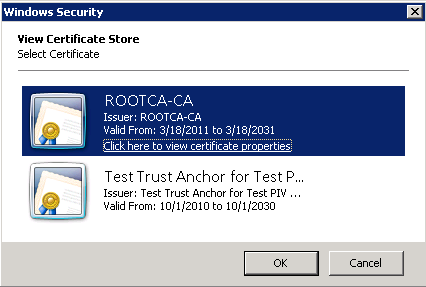 Windows Security
View Certificate Store
Select Certificate
ROOTCA-CA
Issuer: ROOTCA-CA
Valid From: 3/18/2011 to 3/18/2031
Click here to view certificate properties
Test Trust Anchor for Test P...
Issuer: Test Trust Anchor for Test PIV ...
Valid From: 10/1/2010 to 10/1/2030
OK
Cancel